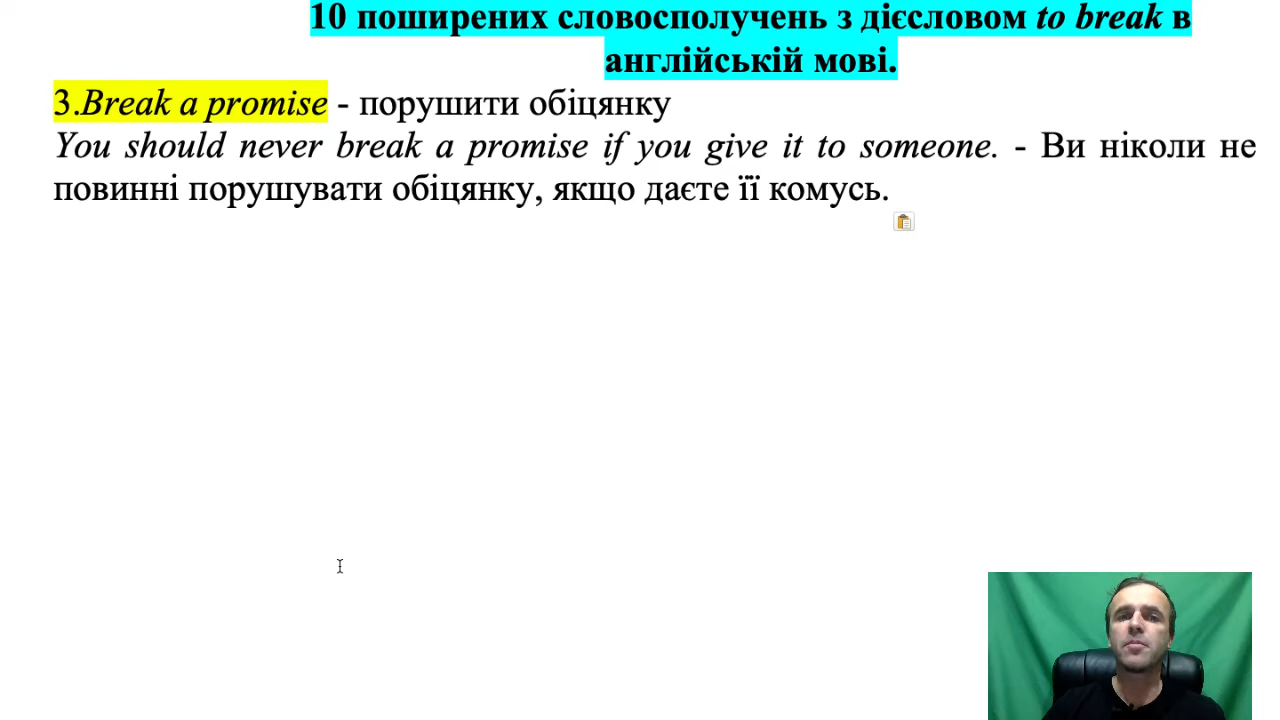 10 поширених словосполучень з дієсловом to break в
англійській мові.
3.Break a promise - порушити обіцянку
You should never break a promise if you give it to someone. - Ви ніколи не
повинні порушувати обіцянку, якщо даєте її комусь.